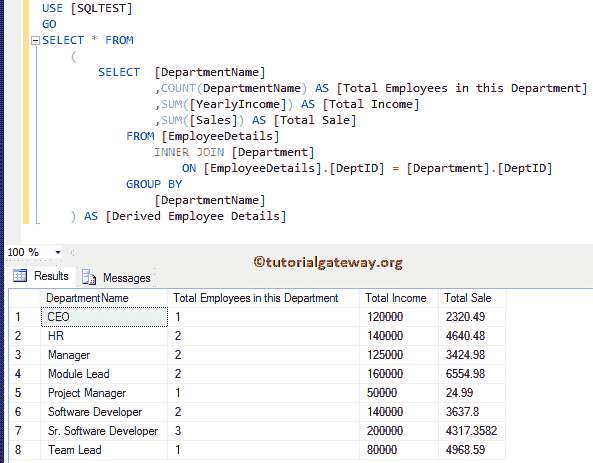 USE [SQLTEST]
GO
SELECT * FROM
(
SELECT [DepartmentName]
,COUNT(DepartmentName) AS [Total Employees in this Department]
,SUM([YearlyIncome]) AS [Total Income]
,SUM([Sales]) AS [Total Sale]
FROM [EmployeeDetails]
INNER JOIN [Department]
ON [EmployeeDetails].[DeptID] = [Department].[DeptID]
GROUP BY
[DepartmentName]
) AS [Derived Employee Details]
100 %
©tutorialgateway.org
Results Messages
DepartmentName Total Employees in this Department Total Income Total Sale
1 CEO 1 120000 2320.49
2 HR 2 140000 4640.48
3 Manager 2 125000 3424.98
4 Module Lead 2 160000 6554.98
5 Project Manager 1 50000 24.99
6 Software Developer 2 140000 3637.8
7 Sr. Software Developer 3 200000 4317.3582
8 Team Lead 1 80000 4968.59